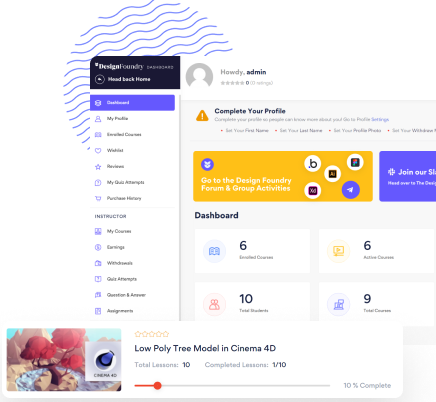 DesignFoundry DASHBOARD
Head back Home
Howdy, admin
0 (0 ratings)
Dashboard
My Profile
Enrolled Courses
Wishlist
Reviews
My Quiz Attempts
Purchase History
INSTRUCTOR
My Courses
Earnings
Withdrawals
Quiz Attempts
Question & Answer
Assignments
Complete Your Profile
Complete your profile so people can know more about you! Go to Profile Settings.
Set Your First Name
Set Your Last Name
Set Your Profile Photo
Set Your Withdraw
Go to the Design Foundry
Forum & Group Activities
b
Ai
Xd
Join our Sla
Head over to The Desig
Dashboard
6
Enrolled Courses
6
Active Courses
10
Total Students
9
Total Courses
CINEMA 4D
Low Poly Tree Model in Cinema 4D
Total Lessons: 10 Completed Lessons: 1/10
10 % Complete